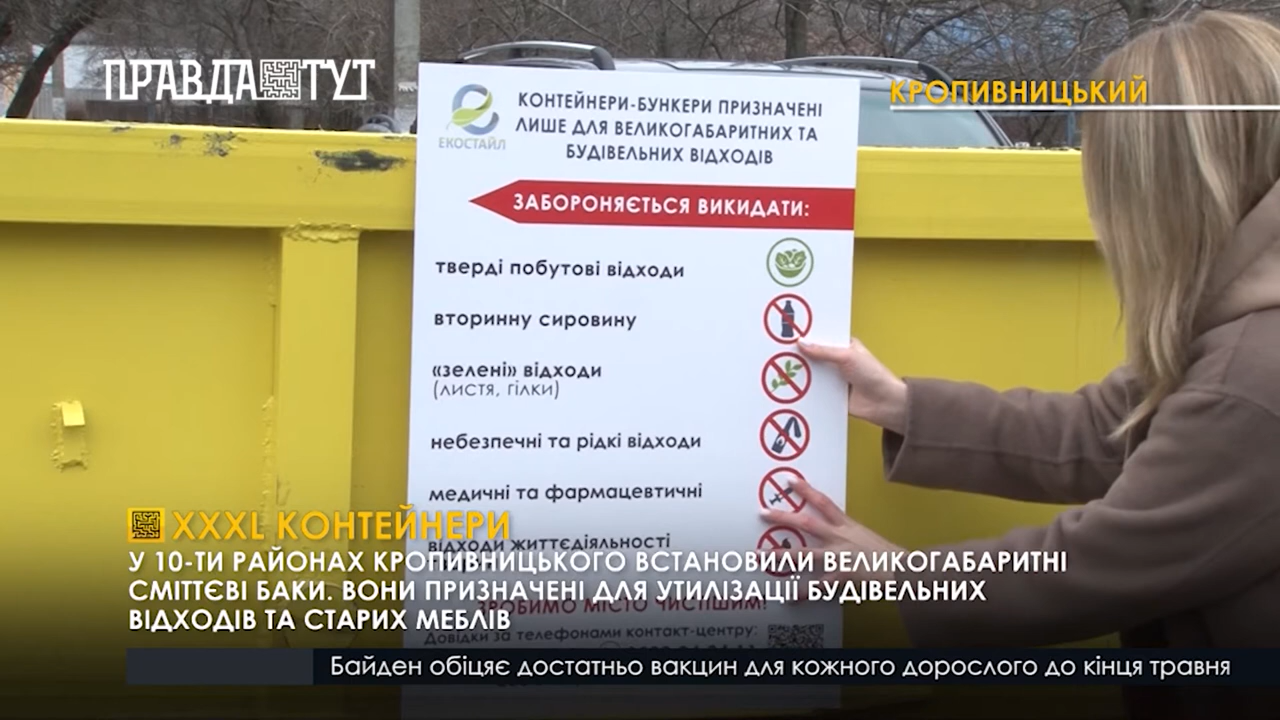 ПРАВДА ТУТ
КРОПИВНИЦЬКИЙ
ЕКОСТАЙЛ
КОНТЕЙНЕРИ-БУНКЕРИ ПРИЗНАЧЕНІ
ЛИШЕ ДЛЯ ВЕЛИКОГАБАРИТНИХ ТА
БУДІВЕЛЬНИХ ВІДХОДІВ
ЗАБОРОНЯЄТЬСЯ ВИКИДАТИ:
тверді побутові відходи
вторинну сировину
«зелені» відходи
(листя, гілки)
небезпечні та рідкі відходи
медичні та фармацевтичні
відходи життєдіяльності
ЗРОБИМО МІСТО ЧИСТІШИМ!
Довідки за телефонами контакт-центру:
XXXL КОНТЕЙНЕРИ
У 10-ТИ РАЙОНАХ КРОПИВНИЦЬКОГО ВСТАНОВИЛИ ВЕЛИКОГАБАРИТНІ
СМІТТЄВІ БАКИ. ВОНИ ПРИЗНАЧЕНІ ДЛЯ УТИЛІЗАЦІЇ БУДІВЕЛЬНИХ
ВІДХОДІВ ТА СТАРИХ МЕБЛІВ
Байден обіцяє достатньо вакцин для кожного дорослого до кінця травня